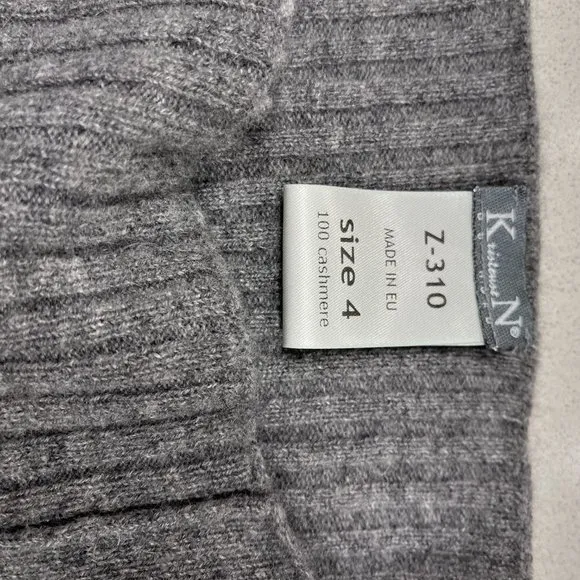 K N®
Z-310
MADE IN EU
size 4
100 cashmere